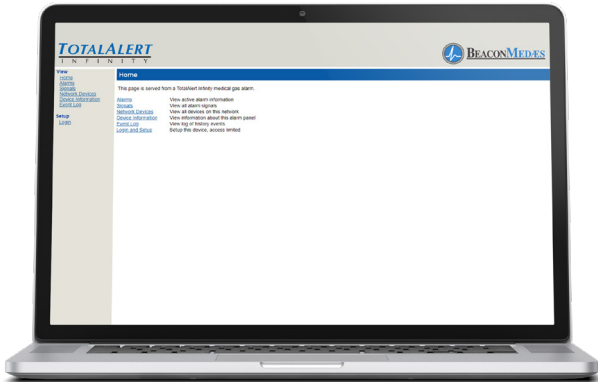 TOTALALERT
INFINITY
BEACONMEDÆS
View
Home
Alarms
Signals
Network Devices
Device Information
Event Log
Setup
Login
Home
This page is served from a TotalAlert Infinity medical gas alarm.
Alarms View active alarm information
Signals View all alarm signals
Network Devices View all devices on this network
Device Information View information about this alarm panel
Event Log View log of history events
Login and Setup Setup this device, access limited